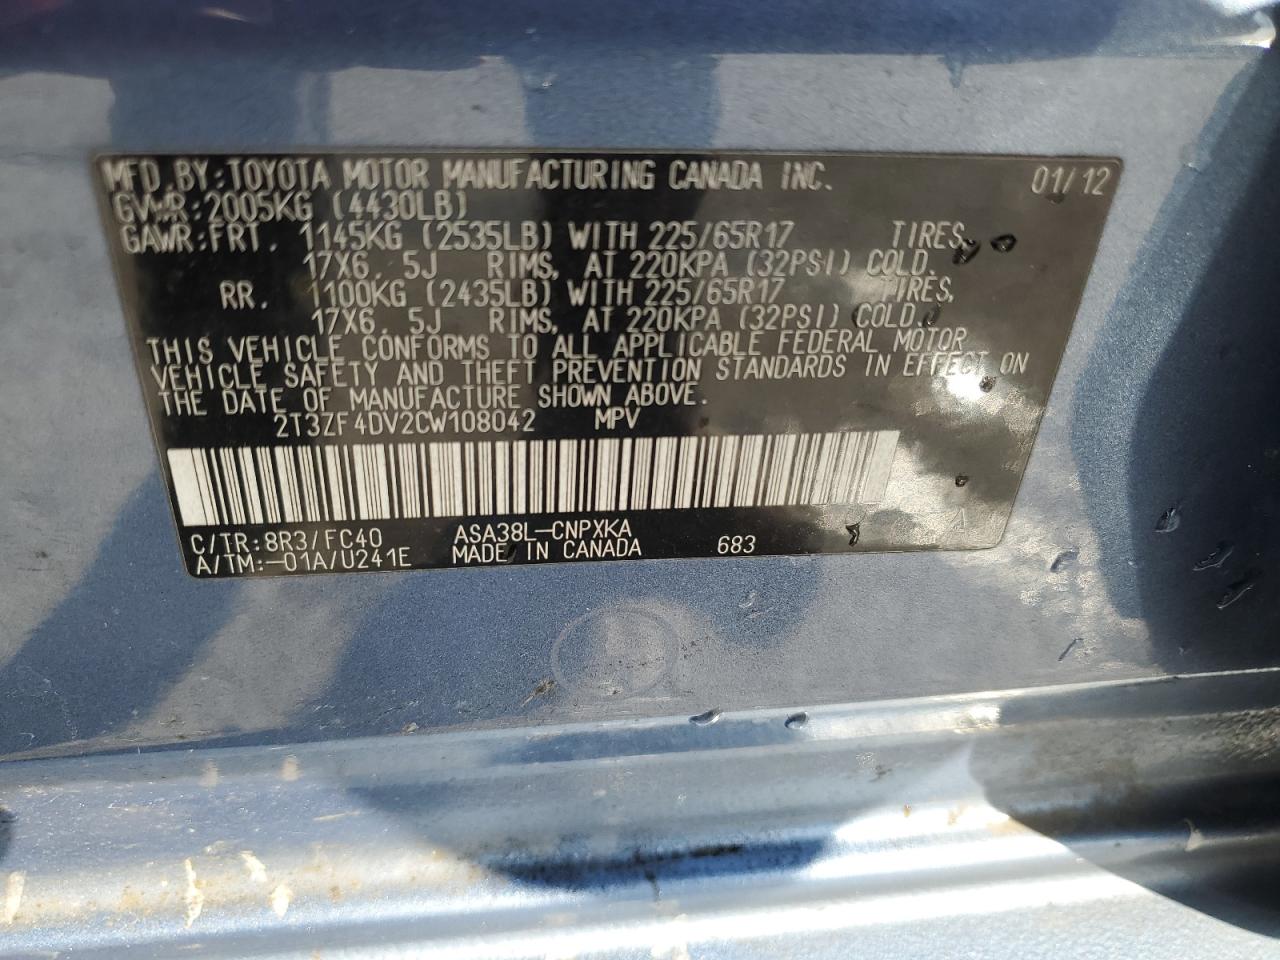 MFD.BY:TOYOTA MOTOR MANUFACTURING CANADA INC. 01/12
GVWR:2005KG (4430LB)
GAWR:FRT. 1145KG (2535LB) WITH 225/65R17 TIRES,
17X6.5J RIMS, AT 220KPA (32PSI) COLD.
RR. 1100KG (2435LB) WITH 225/65R17 TIRES,
17X6.5J RIMS, AT 220KPA (32PSI) COLD.
THIS VEHICLE CONFORMS TO ALL APPLICABLE FEDERAL MOTOR
VEHICLE SAFETY AND THEFT PREVENTION STANDARDS IN EFFECT ON
THE DATE OF MANUFACTURE SHOWN ABOVE.
2T3ZF4DV2CW108042 MPV
C/TR:8R3/FC40 ASA38L-CNPXKA A
A/TM:-01A/U241E MADE IN CANADA 683